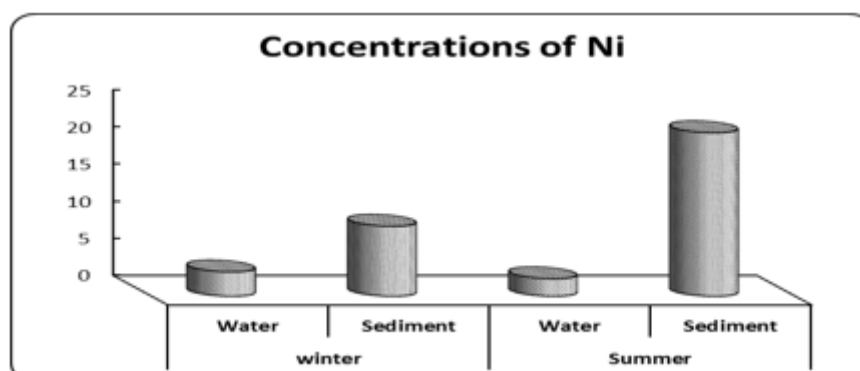 Concentrations of Ni
25
20
15
10
5
0
Water Sediment Water Sediment
winter Summer